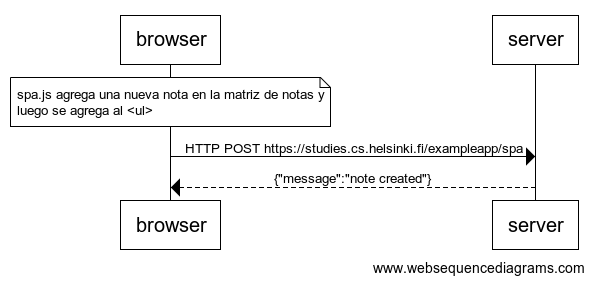 browser
server
spa.js agrega una nueva nota en la matriz de notas y
luego se agrega al <ul>
HTTP POST https://studies.cs.helsinki.fi/exampleapp/spa
{"message":"note created"}
browser
server
www.websequencediagrams.com